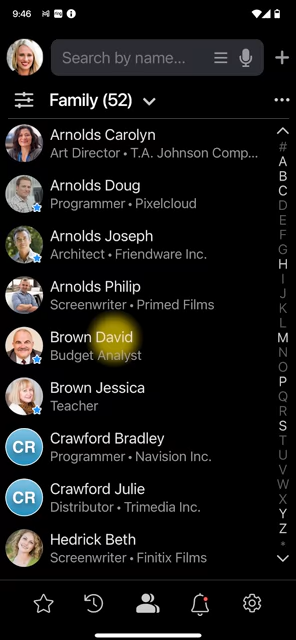 9:46
Search by name...
Family (52)
Arnolds Carolyn
Art Director • T.A. Johnson Comp...
Arnolds Doug
Programmer • Pixelcloud
Arnolds Joseph
Architect • Friendware Inc.
Arnolds Philip
Screenwriter • Primed Films
Brown David
Budget Analyst
Brown Jessica
Teacher
CR
Crawford Bradley
Programmer • Navision Inc.
CR
Crawford Julie
Distributor • Trimedia Inc.
Hedrick Beth
Screenwriter • Finitix Films
#
A
B
C
D
E
F
G
H
I
J
K
L
M
N
O
P
Q
R
S
T
U
V
W
X
Y
Z